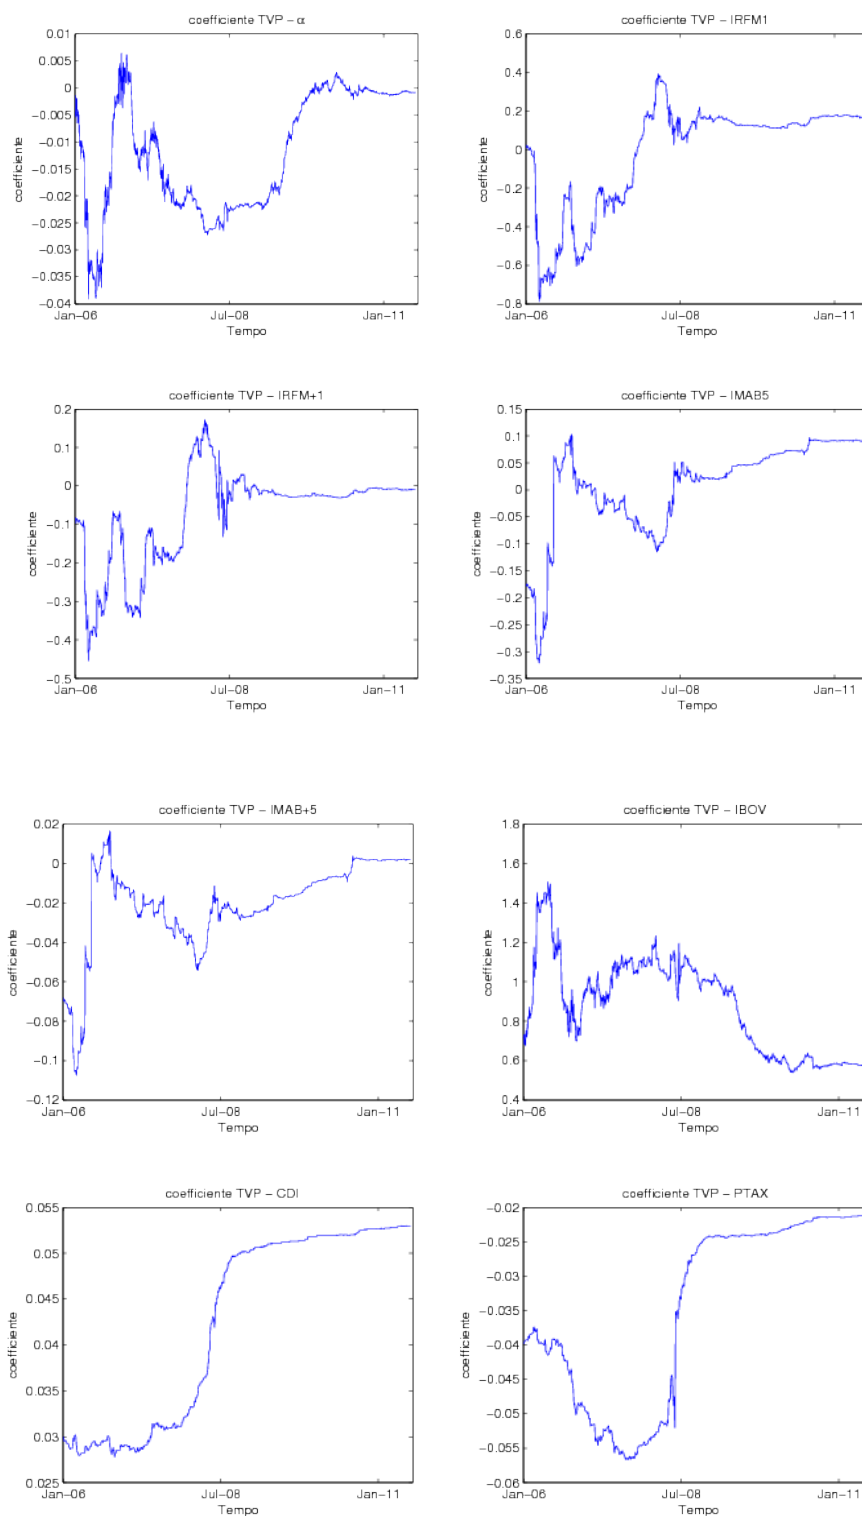 coefficiente TVP − α
0.01
0.005
0
−0.005
−0.01
−0.015
−0.02
−0.025
−0.03
−0.035
−0.04
coefficiente
Jan−06
Jul−08
Jan−11
Tempo
coefficiente TVP − IRFM1
0.6
0.4
0.2
0
−0.2
−0.4
−0.6
−0.8
coefficiente
Jan−06
Jul−08
Jan−11
Tempo
coefficiente TVP − IRFM+1
0.2
0.1
0
−0.1
−0.2
−0.3
−0.4
−0.5
coefficiente
Jan−06
Jul−08
Jan−11
Tempo
coefficiente TVP − IMAB5
0.15
0.1
0.05
0
−0.05
−0.1
−0.15
−0.2
−0.25
−0.3
−0.35
coefficiente
Jan−06
Jul−08
Jan−11
Tempo
coefficiente TVP − IMAB+5
0.02
0
−0.02
−0.04
−0.06
−0.08
−0.1
−0.12
coefficiente
Jan−06
Jul−08
Jan−11
Tempo
coefficiente TVP − IBOV
1.8
1.6
1.4
1.2
1
0.8
0.6
0.4
coefficiente
Jan−06
Jul−08
Jan−11
Tempo
coefficiente TVP − CDI
0.055
0.05
0.045
0.04
0.035
0.03
0.025
coefficiente
Jan−06
Jul−08
Jan−11
Tempo
coefficiente TVP − PTAX
−0.02
−0.025
−0.03
−0.035
−0.04
−0.045
−0.05
−0.055
−0.06
coefficiente
Jan−06
Jul−08
Jan−11
Tempo